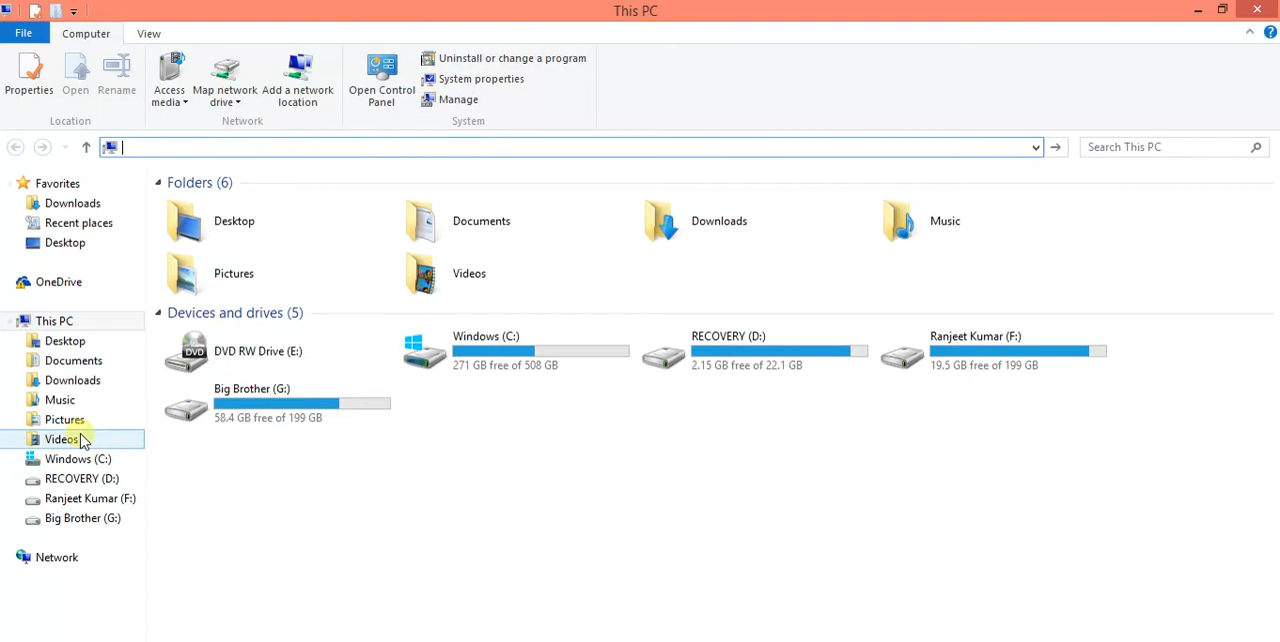 This PC
File Computer View
Properties Open Rename Access media Map network drive Add a network location Open Control Panel Uninstall or change a program
System properties
Manage
Location Network System
Search This PC
Favorites
Downloads
Recent places
Desktop
OneDrive
This PC
Desktop
Documents
Downloads
Music
Pictures
Videos
Windows (C:)
RECOVERY (D:)
Ranjeet Kumar (F:)
Big Brother (G:)
Network
Folders (6)
Desktop Documents Downloads Music
Pictures Videos
Devices and drives (5)
DVD RW Drive (E:)
DVD
Windows (C:)
271 GB free of 508 GB
RECOVERY (D:)
2.15 GB free of 22.1 GB
Ranjeet Kumar (F:)
19.5 GB free of 199 GB
Big Brother (G:)
58.4 GB free of 199 GB